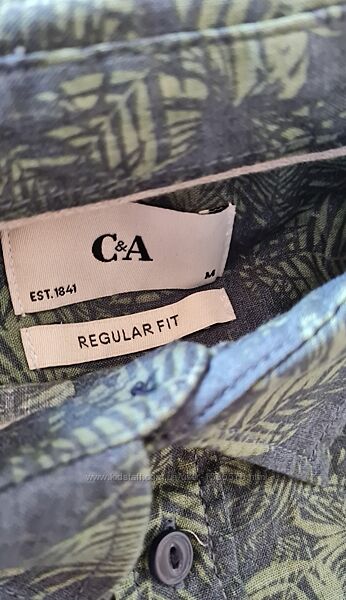 C&A
M
EST.1841
REGULAR FIT